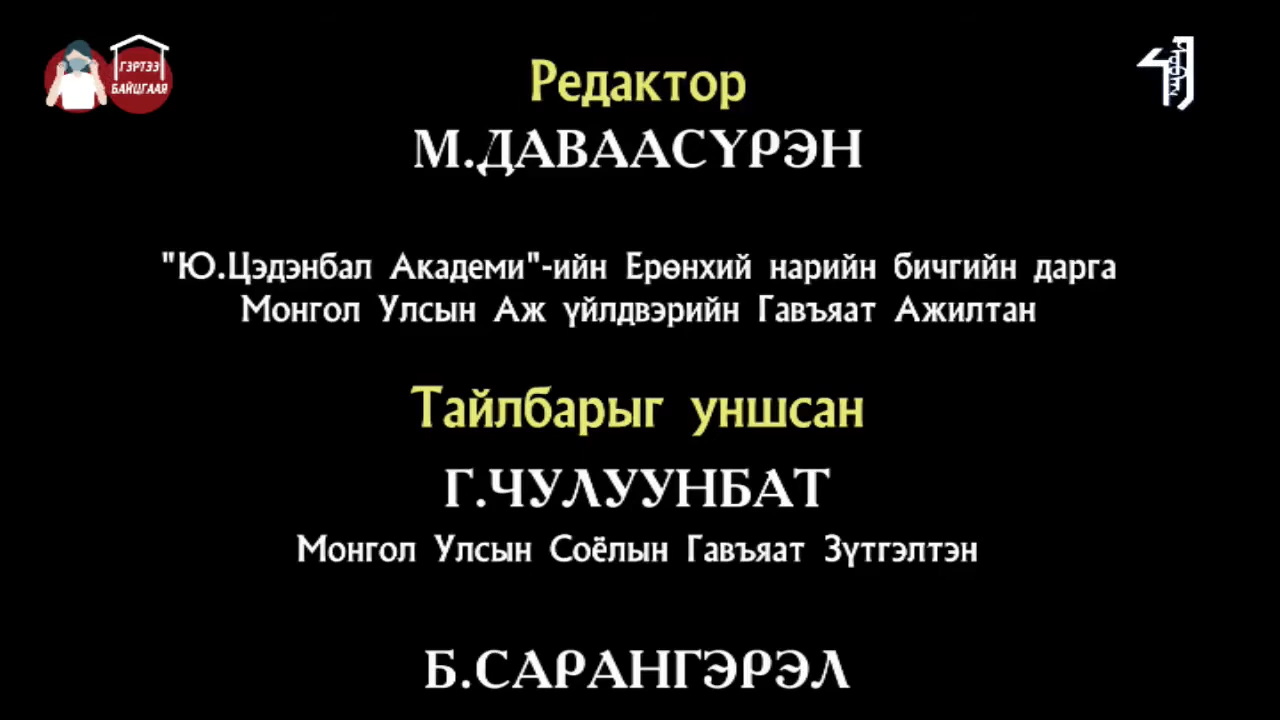 ГЭРТЭЭ
БАЙЦГААЯ
Редактор
М.ДАВААСҮРЭН
"Ю.Цэдэнбал Академи"-ийн Ерөнхий нарийн бичгийн дарга
Монгол Улсын Аж үйлдвэрийн Гавъяат Ажилтан
Тайлбарыг уншсан
Г.ЧУЛУУНБАТ
Монгол Улсын Соёлын Гавъяат Зүтгэлтэн
Б.САРАНГЭРЭЛ